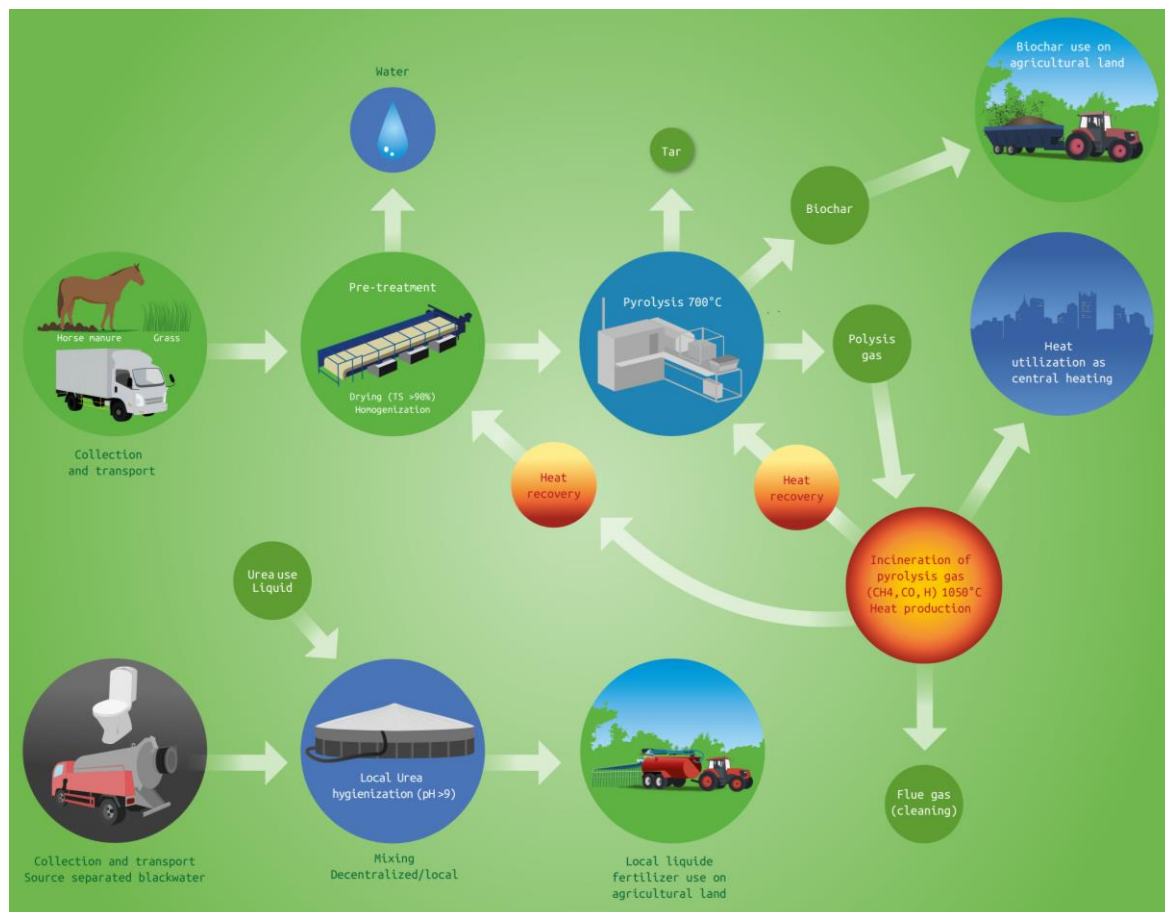 Water
Tar
Biochar use on
agricultural land
Biochar
Horse manure
Grass
Collection
and transport
Pre-treatment
Drying (TS >90%)
Homogenization
Pyrolysis 700°C
Polysis
gas
Heat
utilization as
central heating
Heat
recovery
Heat
recovery
Incineration of
pyrolysis gas
(CH4, CO, H) 1050°C
Heat production
Flue gas
(cleaning)
Urea use
Liquid
Collection and transport
Source separated blackwater
Local Urea
hygienization (pH >9)
Mixing
Decentralized/local
Local liquide
fertilizer use on
agricultural land